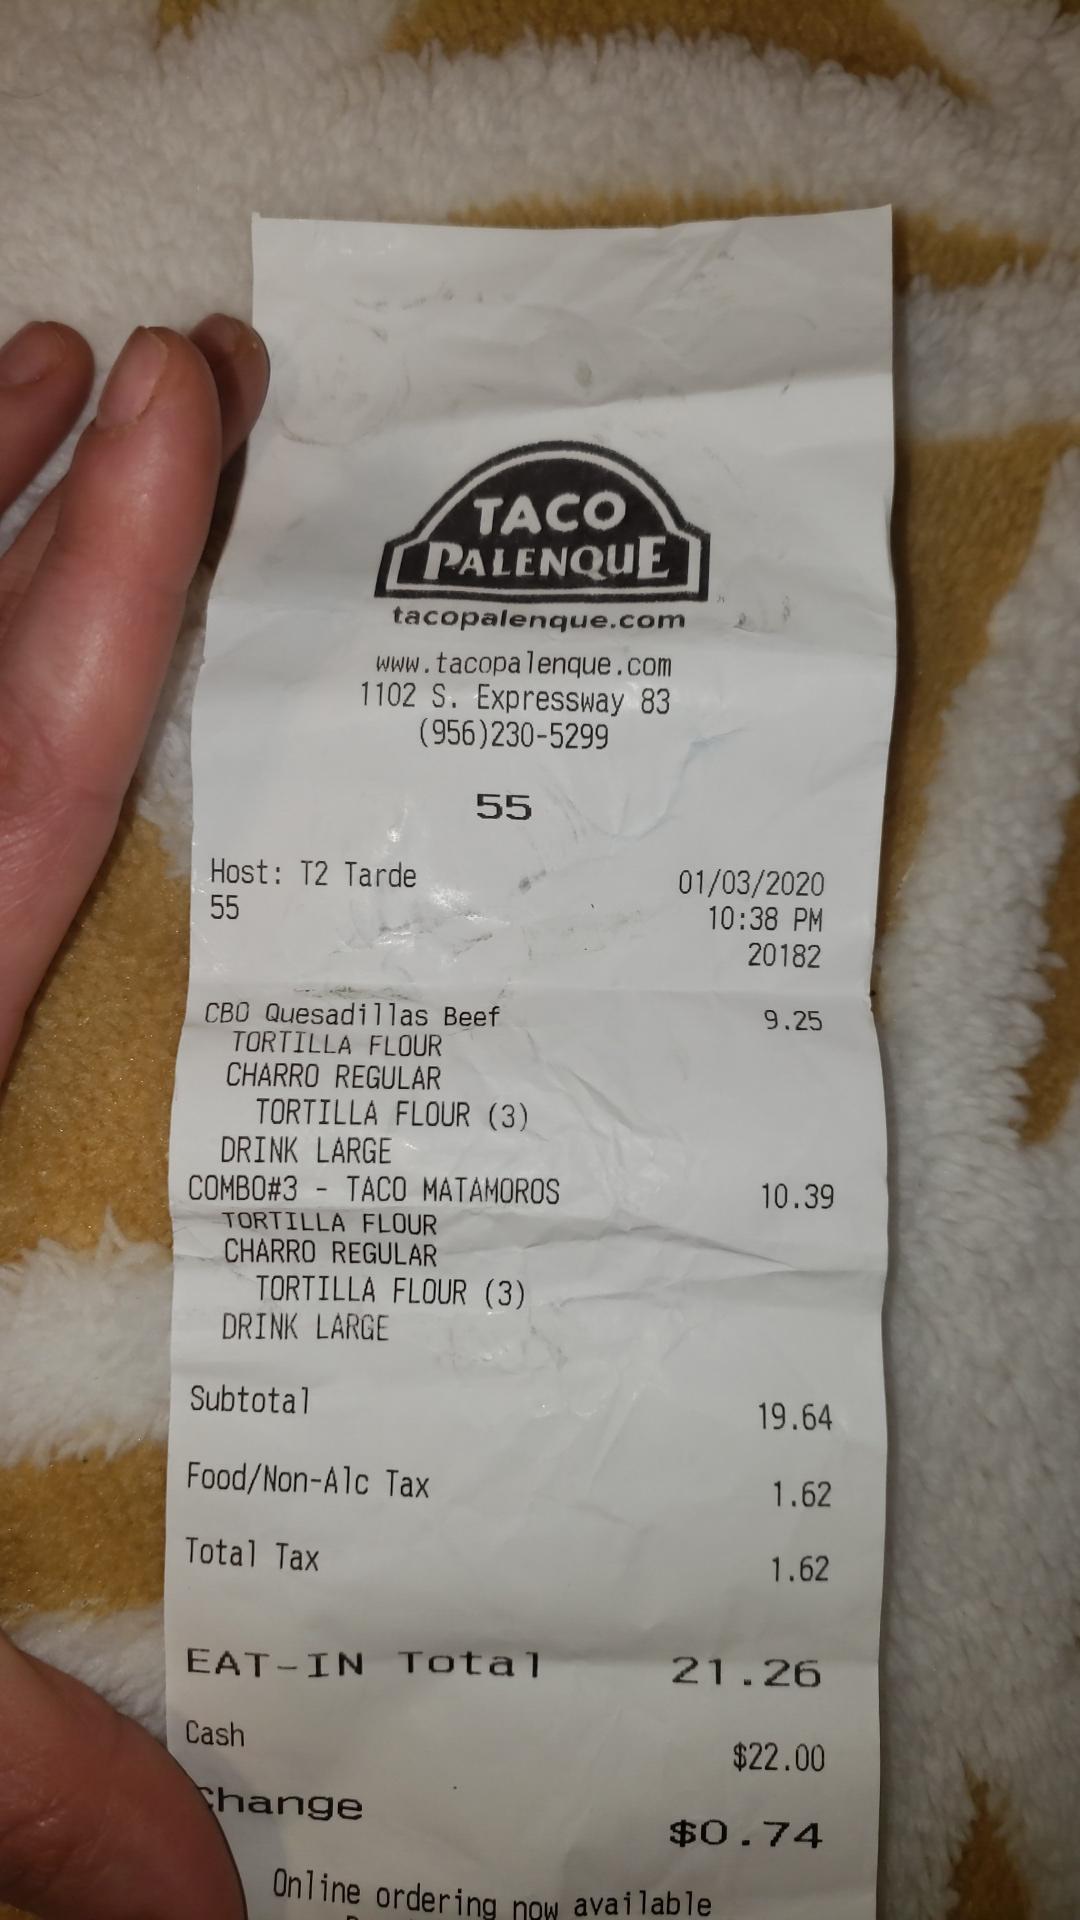 TACO
PALENQUE
tacopalenque.com
www.tacopalenque.com
1102 S. Expressway 83
(956)230-5299
55
Host: T2 Tarde 01/03/2020
55 10:38 PM
20182
CBO Quesadillas Beef 9.25
TORTILLA FLOUR
CHARRO REGULAR
TORTILLA FLOUR (3)
DRINK LARGE
COMBO#3 - TACO MATAMOROS 10.39
TORTILLA FLOUR
CHARRO REGULAR
TORTILLA FLOUR (3)
DRINK LARGE
Subtotal 19.64
Food/Non-Alc Tax 1.62
Total Tax 1.62
EAT-IN Total 21.26
Cash $22.00
Change $0.74
Online ordering now available